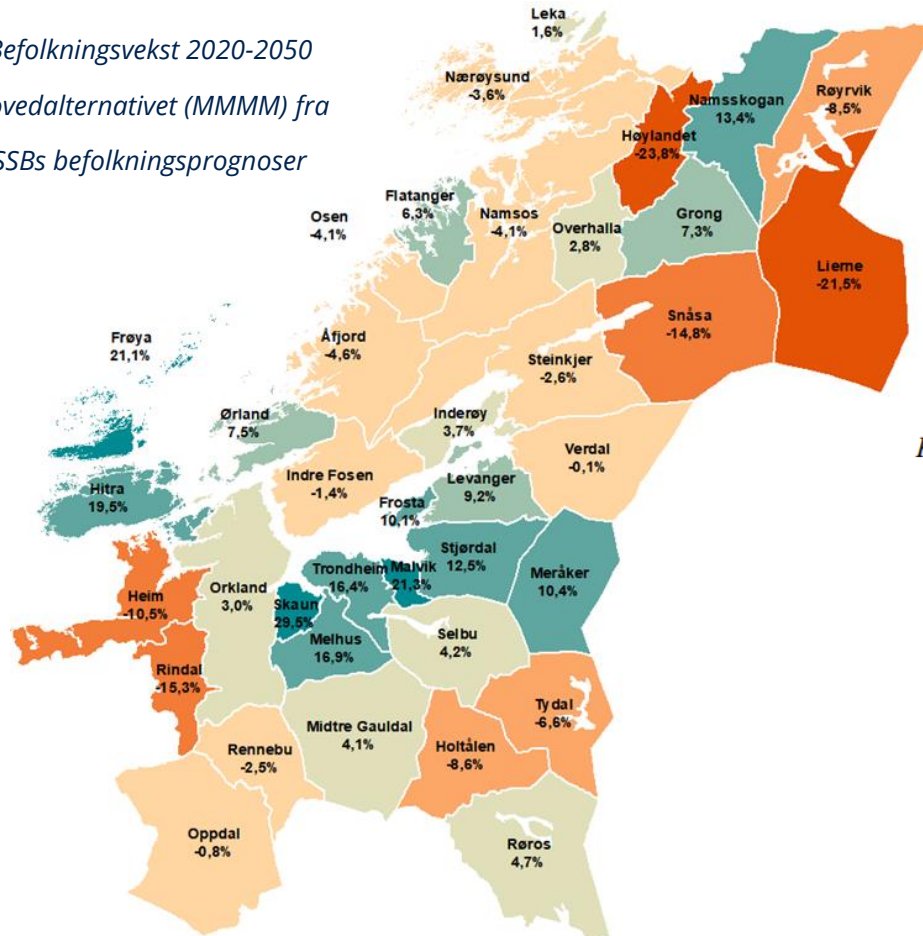 Befolkningsvekst 2020-2050
ovedalternativet (MMMM) fra
SSBs befolkningsprognoser
Leka
1,6%
Nærøysund
-3,6%
Røyrvik
-8,5%
Namsskogan
13,4%
Høylandet
-23,8%
Flatanger
6,3%
Osen
-4,1%
Namsos
-4,1%
Overhalla
2,8%
Grong
7,3%
Lierne
-21,5%
Snåsa
-14,8%
Frøya
21,1%
Åfjord
-4,6%
Steinkjer
-2,6%
Ørland
7,5%
Inderøy
3,7%
Verdal
-0,1%
Indre Fosen
-1,4%
Levanger
9,2%
Hitra
19,5%
Frosta
10,1%
Stjørdal
12,5%
Trondheim
16,4%
Malvik
21,3%
Meråker
10,4%
Heim
-10,5%
Orkland
3,0%
Skaun
29,5%
Melhus
16,9%
Selbu
4,2%
Rindal
-15,3%
Tydal
-6,6%
Midtre Gauldal
4,1%
Rennebu
-2,5%
Holtålen
-8,6%
Oppdal
-0,8%
Røros
4,7%